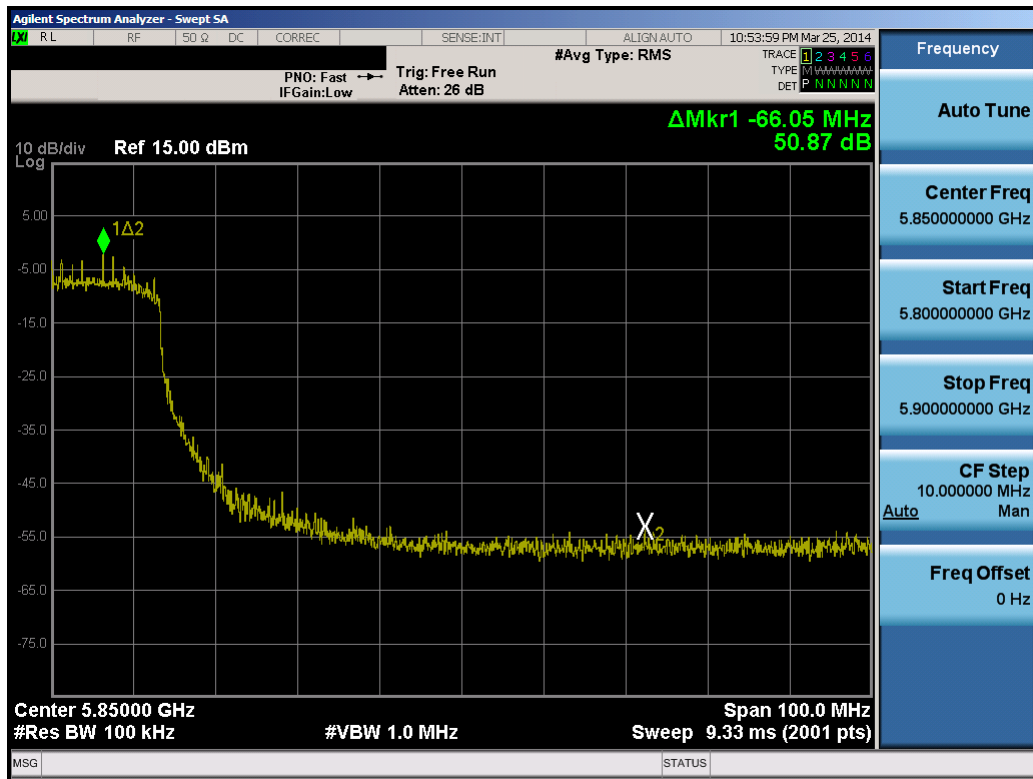 Agilent Spectrum Analyzer - Swept SA
LXI RL RF 50 Ω DC CORREC SENSE:INT ALIGN AUTO 10:53:59 PM Mar 25, 2014
#Avg Type: RMS
TRACE 1 2 3 4 5 6
TYPE M WWWWW
DET P N N N N N
PNO: Fast
IFGain:Low
Trig: Free Run
Atten: 26 dB
ΔMkr1 -66.05 MHz
50.87 dB
10 dB/div
Log
Ref 15.00 dBm
1Δ2
5.00
-5.00
-15.0
-25.0
-35.0
-45.0
-55.0
-65.0
-75.0
X2
Center 5.85000 GHz
Span 100.0 MHz
#Res BW 100 kHz
#VBW 1.0 MHz
Sweep 9.33 ms (2001 pts)
MSG
STATUS
Frequency
Auto Tune
Center Freq
5.850000000 GHz
Start Freq
5.800000000 GHz
Stop Freq
5.900000000 GHz
CF Step
10.000000 MHz
Auto Man
Freq Offset
0 Hz